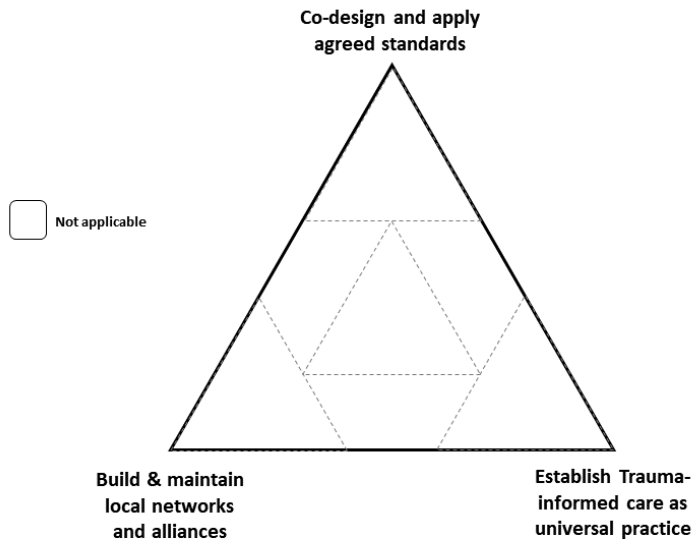 Co-design and apply
agreed standards
Not applicable
Build & maintain
local networks
and alliances
Establish Trauma-
informed care as
universal practice